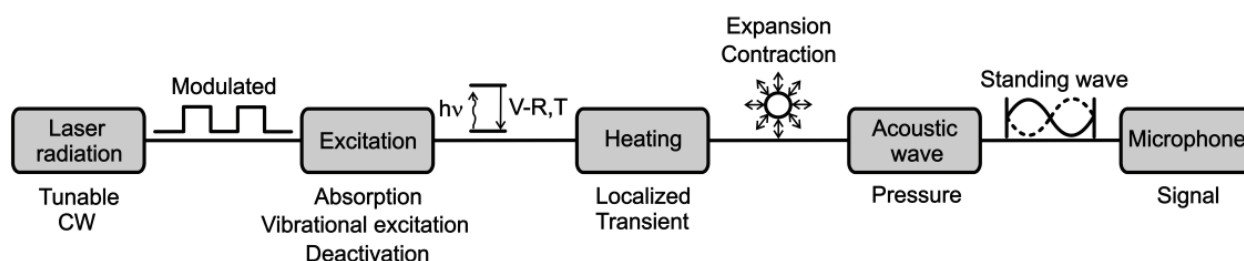 Expansion
Contraction
Modulated
Standing wave
hν
V-R,T
Laser
radiation
Excitation
Heating
Acoustic
wave
Microphone
Tunable
CW
Absorption
Vibrational excitation
Deactivation
Localized
Transient
Pressure
Signal